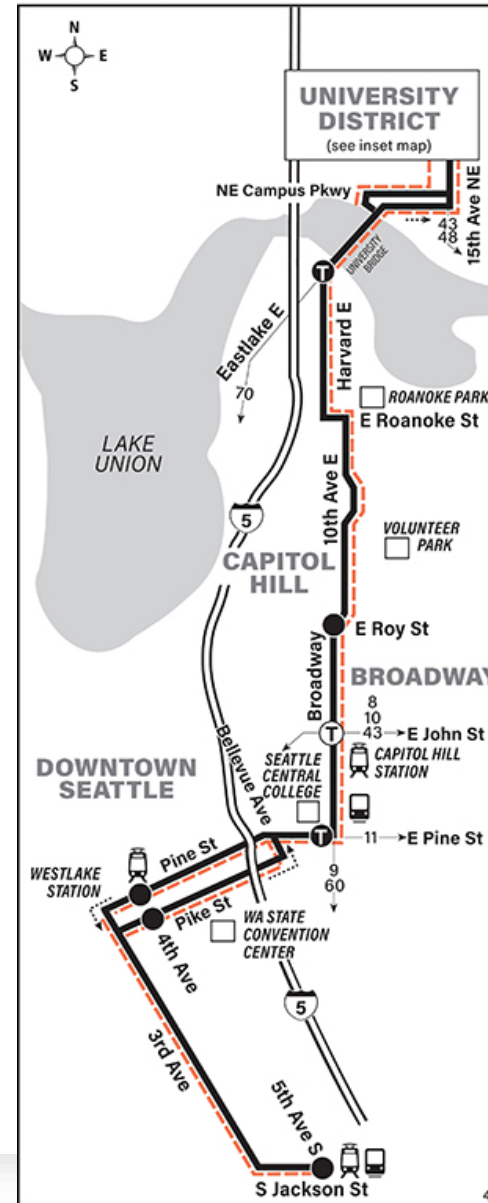 N
W E
S
UNIVERSITY
DISTRICT
(see inset map)
NE Campus Pkwy
43
48
15th Ave NE
UNIVERSITY
BRIDGE
T
Eastlake E
70
Harvard E
ROANOKE PARK
E Roanoke St
LAKE
UNION
5
10th Ave E
VOLUNTEER
PARK
CAPITOL
HILL
E Roy St
Broadway
BROADWAY
8
10
43
T
E John St
CAPITOL HILL
STATION
SEATTLE
CENTRAL
COLLEGE
Bellevue Ave
DOWNTOWN
SEATTLE
T
11
E Pine St
9
60
Pine St
WESTLAKE
STATION
Pike St
4th Ave
WA STATE
CONVENTION
CENTER
5
3rd Ave
5th Ave S
S Jackson St